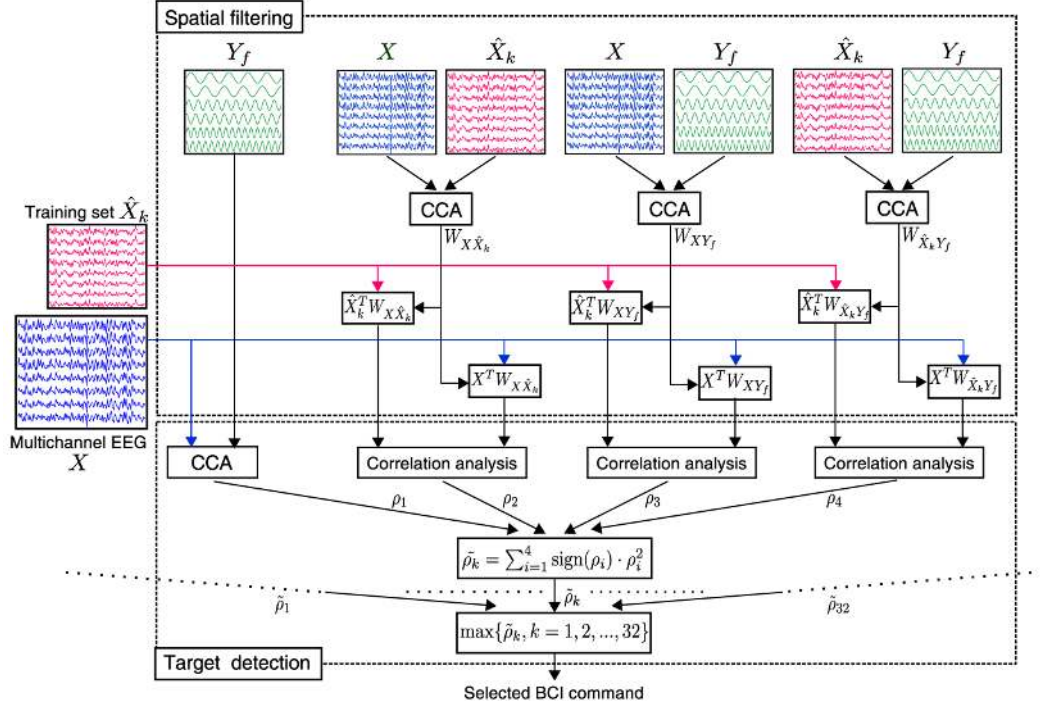 Spatial filtering
Y_f X X̂_k X Y_f X̂_k Y_f
CCA CCA CCA
W_{XX̂_k} W_{XY_f} W_{X̂_kY_f}
Training set X̂_k
X̂_k^T W_{XX̂_k} X̂_k^T W_{XY_f} X̂_k^T W_{X̂_kY_f}
X^T W_{XX̂_k} X^T W_{XY_f} X^T W_{X̂_kY_f}
Multichannel EEG
X
CCA Correlation analysis Correlation analysis Correlation analysis
ρ_1 ρ_2 ρ_3 ρ_4
ρ̃_k = ∑_{i=1}^4 sign(ρ_i) · ρ_i^2
ρ̃_1 ρ̃_k ρ̃_{32}
max{ρ̃_k, k = 1, 2, ..., 32}
Target detection
Selected BCI command